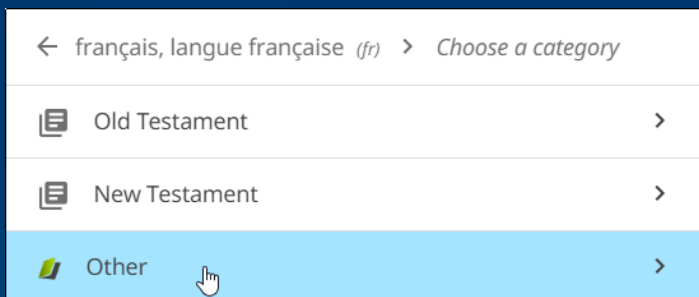 français, langue française (fr) > Choose a category
Old Testament
New Testament
Other